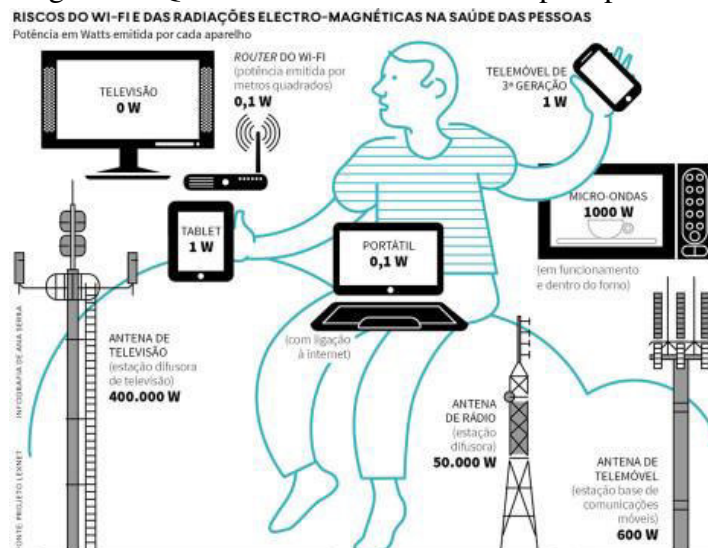 RISCOS DO WI-FI E DAS RADIAÇÕES ELECTRO-MAGNÉTICAS NA SAÚDE DAS PESSOAS
Potência em Watts emitida por cada aparelho
TELEVISÃO
0 W
ROUTER DO WI-FI
(potência emitida por
metros quadrados)
0,1 W
TELEMÓVEL DE
3ª GERAÇÃO
1 W
TABLET
1 W
PORTÁTIL
0,1 W
(com ligação
à internet)
MICRO-ONDAS
1000 W
(em funcionamento
e dentro do forno)
ANTENA DE
TELEVISÃO
(estação difusora
de televisão)
400.000 W
ANTENA
DE RÁDIO
(estação
difusora)
50.000 W
ANTENA DE
TELEMÓVEL
(estação base de
comunicações
móveis)
600 W
INFOGRAFIA DE ANA SERRA
FONTE: PROJETO LEXNET